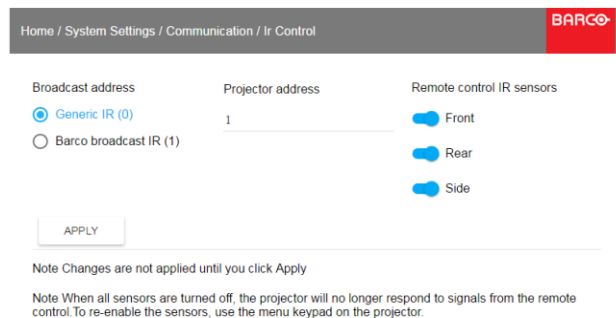 Home / System Settings / Communication / Ir Control
BARCO
Broadcast address
Projector address
Remote control IR sensors
Generic IR (0)
1
Front
Barco broadcast IR (1)
Rear
Side
APPLY
Note Changes are not applied until you click Apply
Note When all sensors are turned off, the projector will no longer respond to signals from the remote
control.To re-enable the sensors, use the menu keypad on the projector.